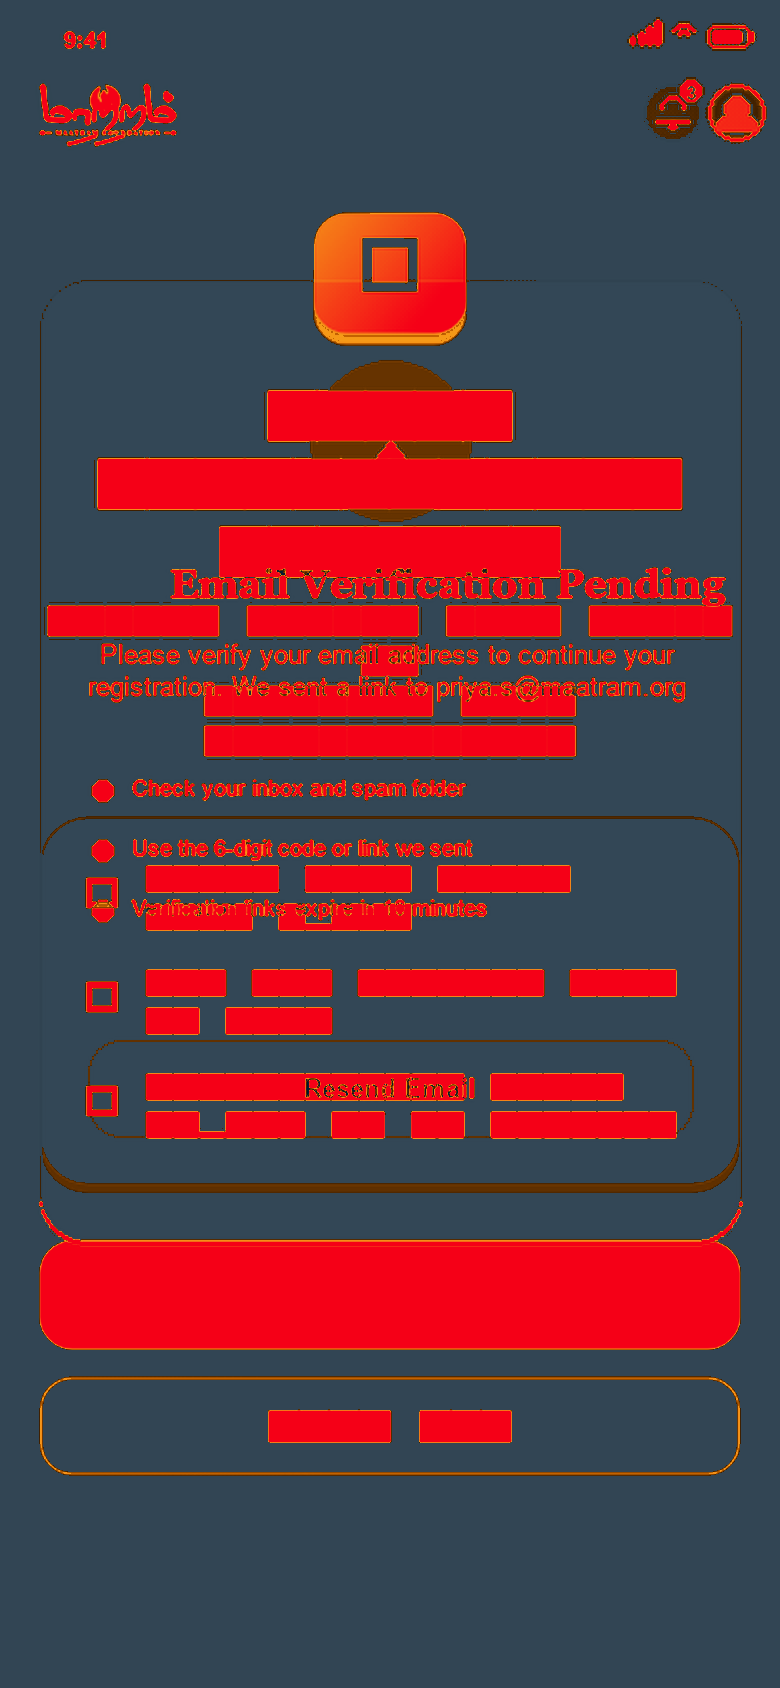 9:41
3
Email Verification Pending
Please verify your email address to continue your
registration. We sent a link to priya.s@maatram.org
Check your inbox and spam folder
Use the 6-digit code or link we sent
Verification links expire in 10 minutes
Resend Email